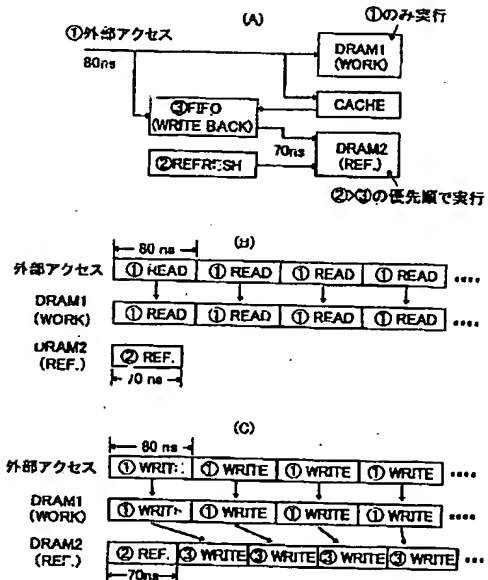 (A)
①のみ実行
①外部アクセス
80ns
DRAM1
(WORK)
CACHE
③FIFO
(WRITE BACK)
70ns
DRAM2
(REF.)
②REFRESH
②>③の優先順で実行
(B)
80 ns
外部アクセス ① READ ① READ ① READ ① READ ....
DRAM1
(WORK) ① READ ① READ ① READ ① READ ....
DRAM2
(REF.) ② REF.
70 ns
(C)
80 ns
外部アクセス ① WRITE ① WRITE ① WRITE ① WRITE ....
DRAM1
(WORK) ① WRITE ① WRITE ① WRITE ① WRITE ....
DRAM2
(REF.) ② REF. ③ WRITE ③ WRITE ③ WRITE ③ WRITE ...
70ns